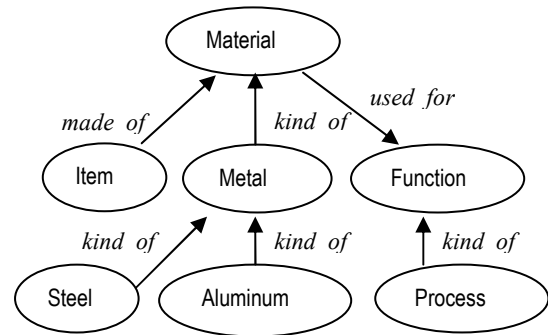 Material
made of
kind of
used for
Item
Metal
Function
kind of
kind of
kind of
Steel
Aluminum
Process